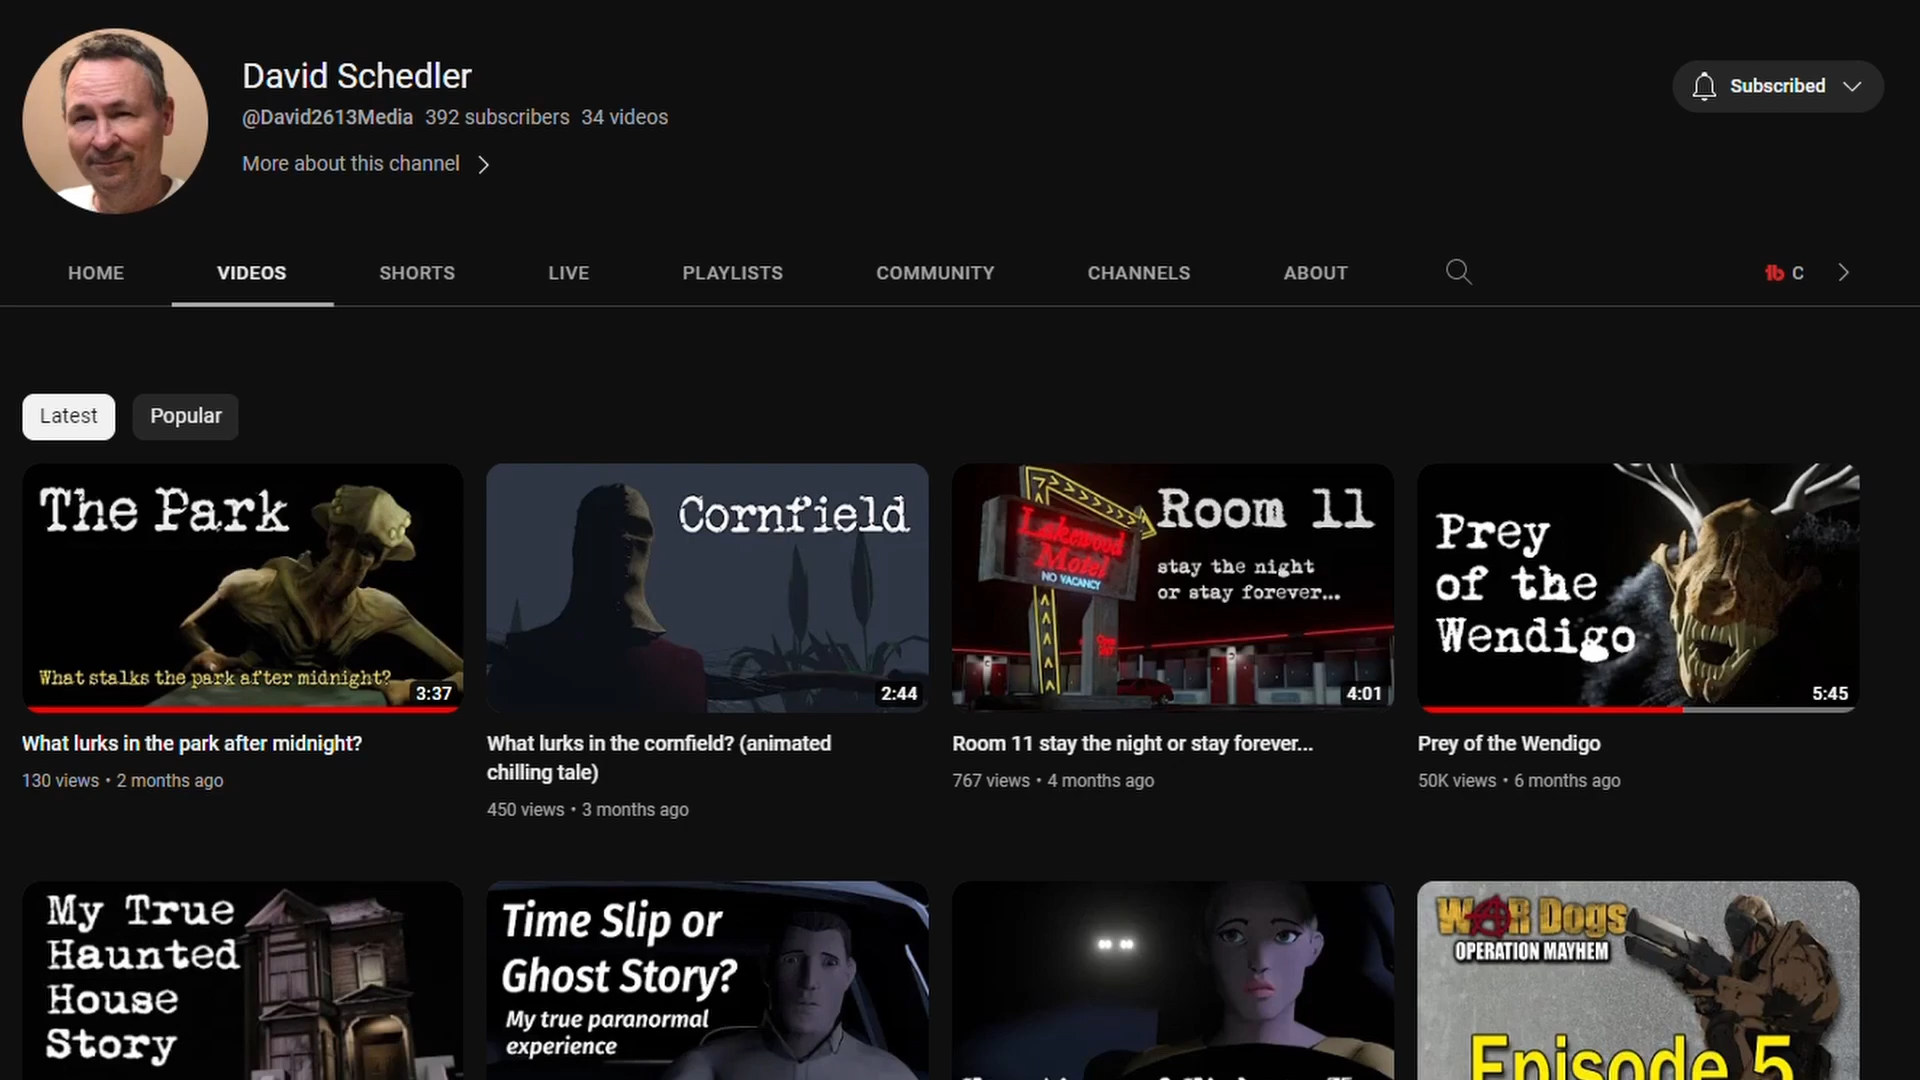 David Schedler
@David2613Media 392 subscribers 34 videos
More about this channel
Subscribed
HOME VIDEOS SHORTS LIVE PLAYLISTS COMMUNITY CHANNELS ABOUT C
Latest Popular
The Park
What stalks the park after midnight?
3:37
What lurks in the park after midnight?
130 views • 2 months ago
Cornfield
2:44
What lurks in the cornfield? (animated
chilling tale)
450 views • 3 months ago
Room 11
stay the night
or stay forever...
Lakewood
Motel
NO VACANCY
4:01
Room 11 stay the night or stay forever...
767 views • 4 months ago
Prey
of the
Wendigo
5:45
Prey of the Wendigo
50K views • 6 months ago
My True
Haunted
House
Story
Time Slip or
Ghost Story?
My true paranormal
experience
WAR Dogs
OPERATION MAYHEM
Episode 5